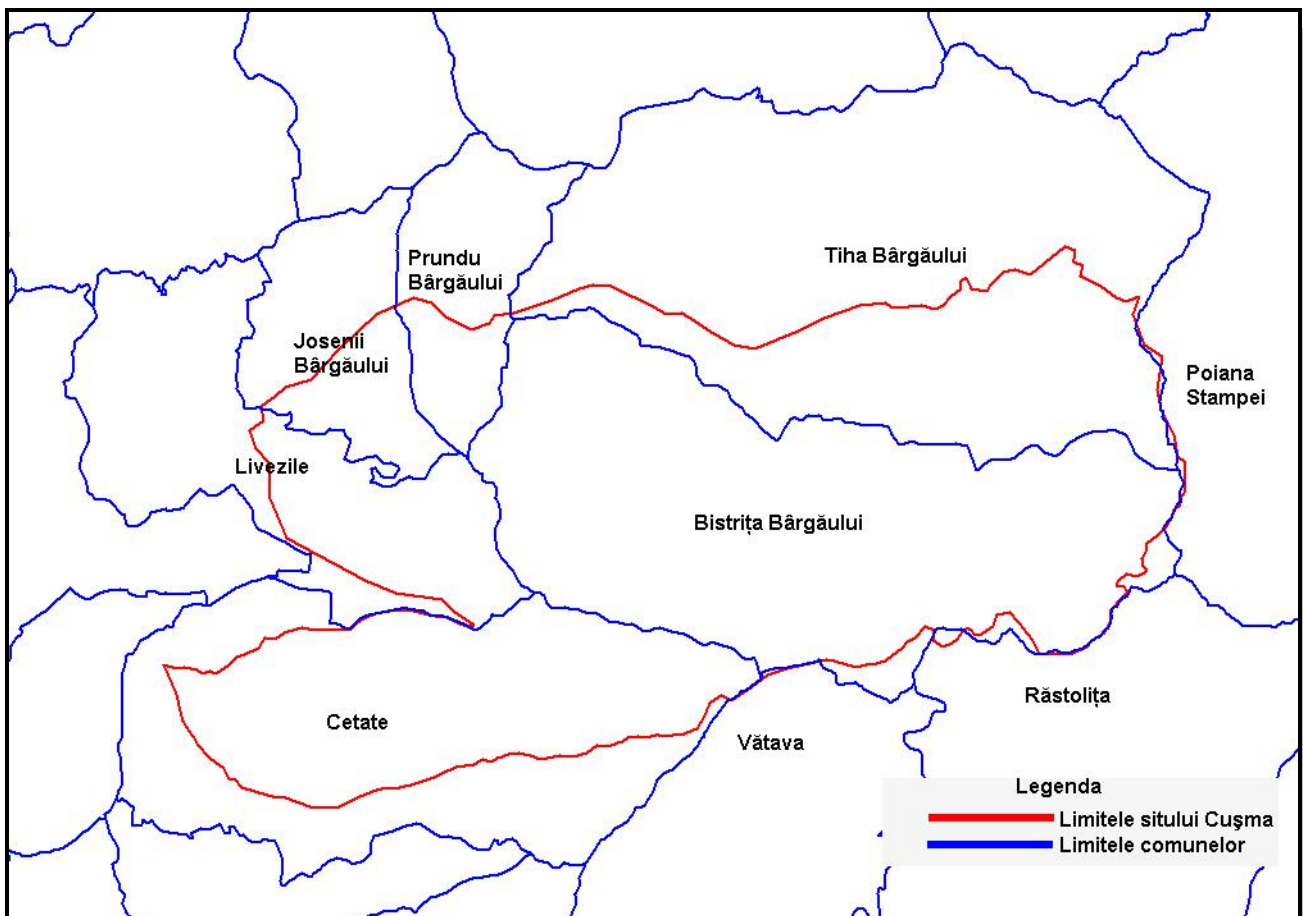 Prundu
Bârgăului
Tiha Bârgăului
Josenii
Bârgăului
Poiana
Stampei
Livezile
Bistrița Bârgăului
Răstolița
Cetate
Vătava
Legenda
Limitele sitului Cușma
Limitele comunelor